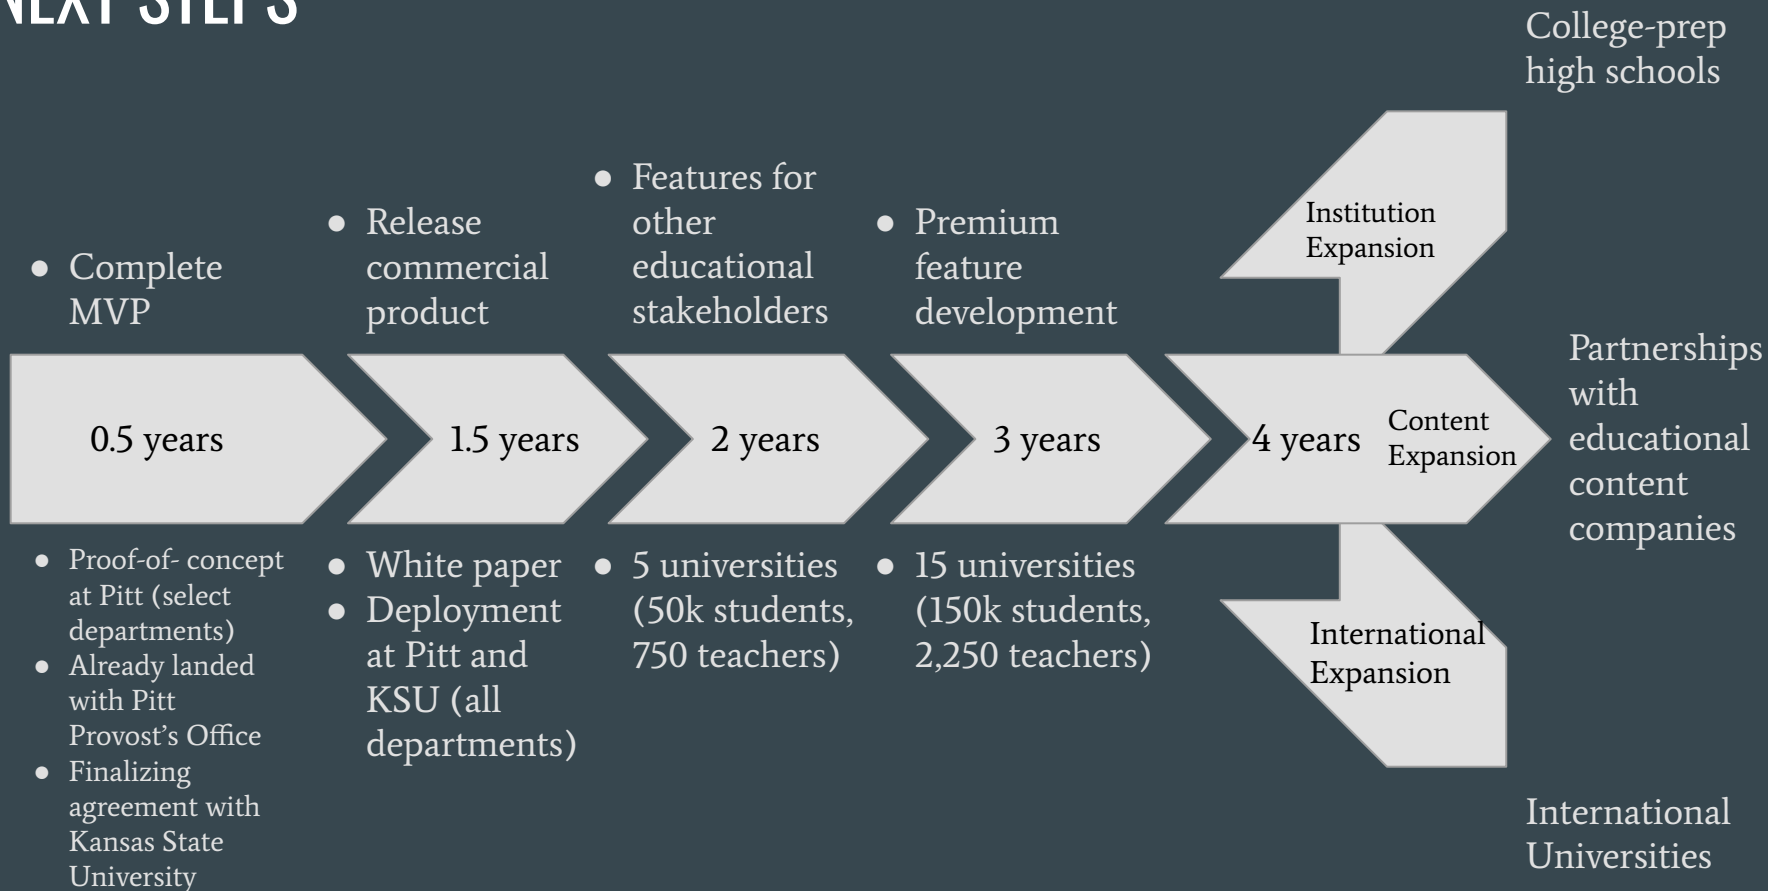 NEXT STEPS
● Complete
MVP
● Release
commercial
product
● Features for
other
educational
stakeholders
● Premium
feature
development
College-prep
high schools
Institution
Expansion
0.5 years
1.5 years
2 years
3 years
4 years
Content
Expansion
Partnerships
with
educational
content
companies
● Proof-of- concept
at Pitt (select
departments)
● Already landed
with Pitt
Provost’s Office
● Finalizing
agreement with
Kansas State
University
● White paper
● Deployment
at Pitt and
KSU (all
departments)
● 5 universities
(50k students,
750 teachers)
● 15 universities
(150k students,
2,250 teachers)
International
Expansion
International
Universities